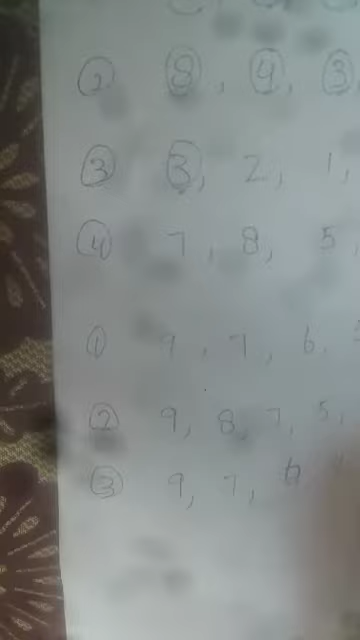 ② ⑧, ④, ③
③ ③, 2, 1,
④ 7, 8, 5,
① 9, 7, 6,
② 9, 8, 7, 5,
③ 9, 7, 6